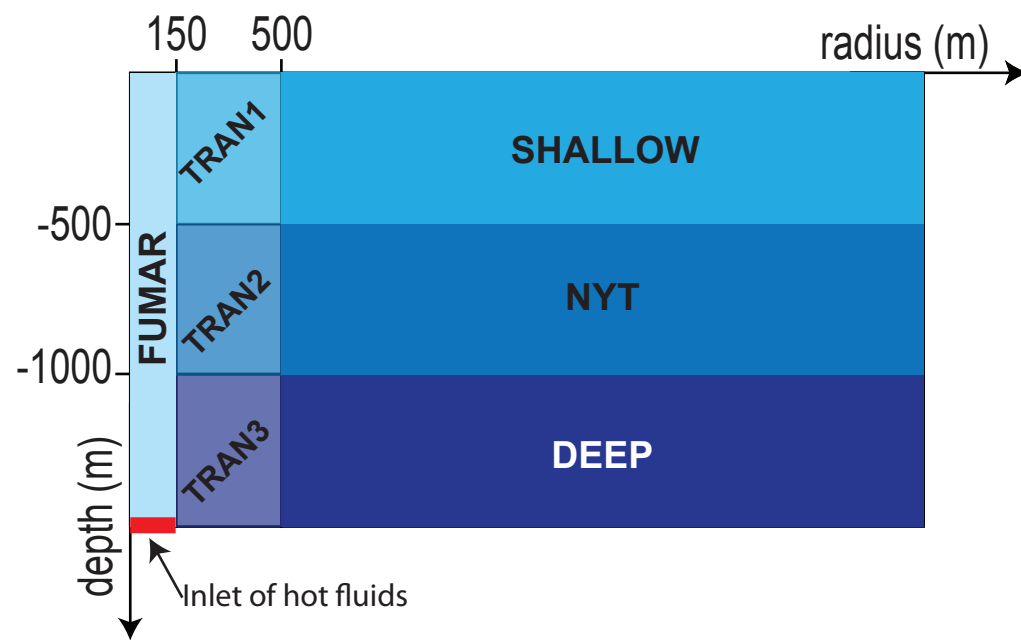 150
500
radius (m)
TRAN1
SHALLOW
-500
FUMAR
TRAN2
NYT
-1000
TRAN3
DEEP
depth (m)
Inlet of hot fluids